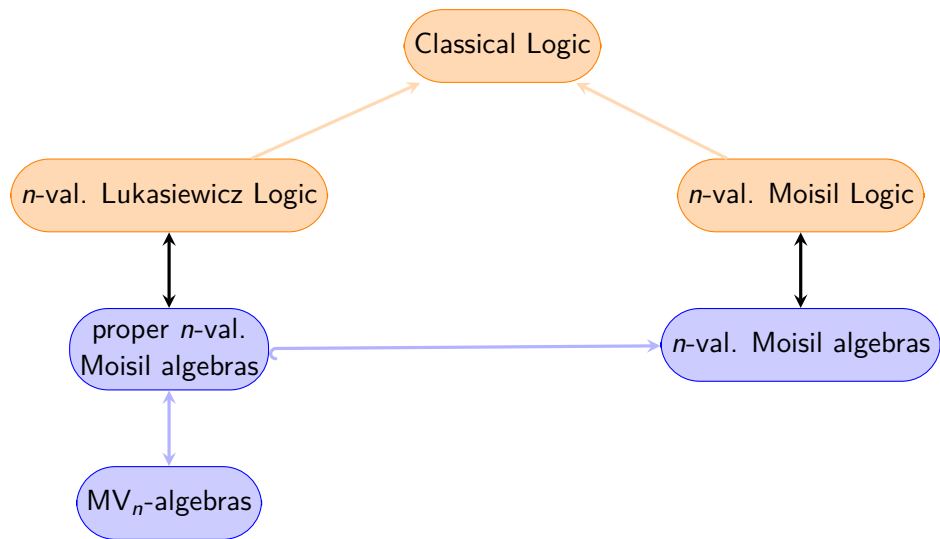 Classical Logic
n-val. Lukasiewicz Logic
n-val. Moisil Logic
proper n-val.
Moisil algebras
n-val. Moisil algebras
MVₙ-algebras